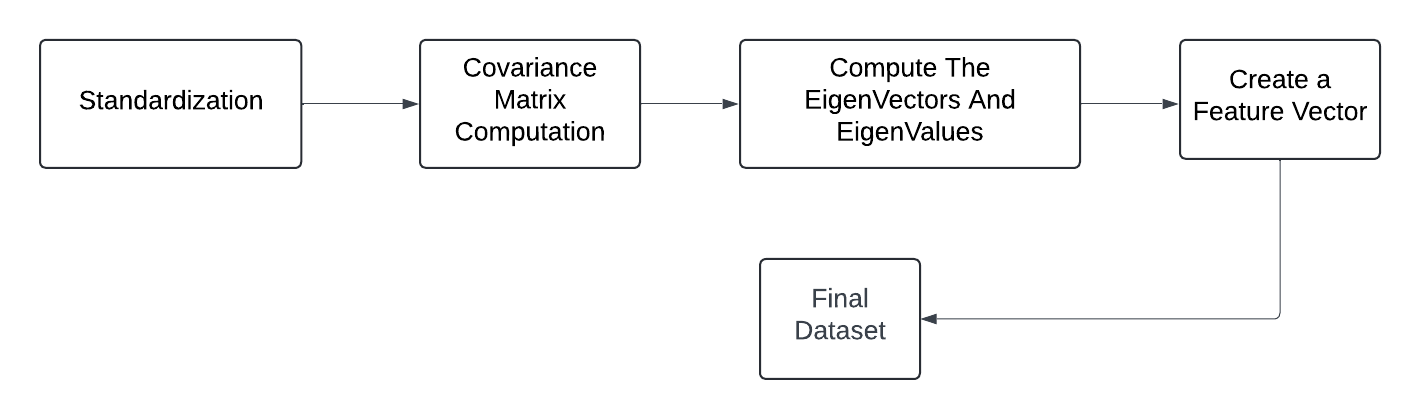 Standardization
Covariance
Matrix
Computation
Compute The
EigenVectors And
EigenValues
Create a
Feature Vector
Final
Dataset